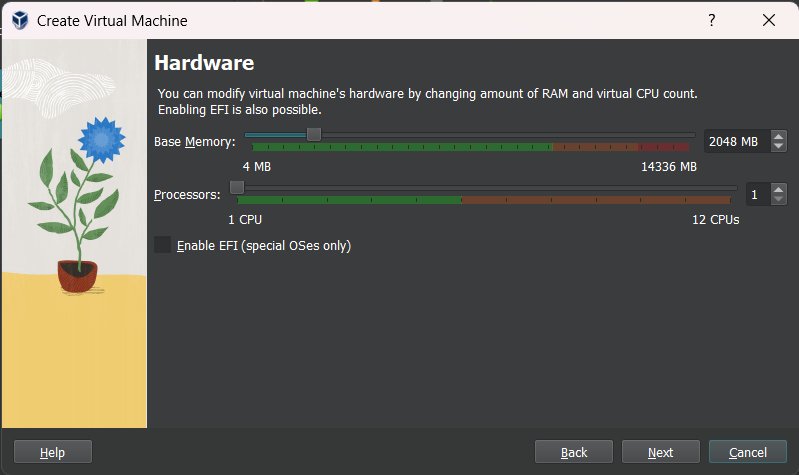 Create Virtual Machine
?
Hardware
You can modify virtual machine's hardware by changing amount of RAM and virtual CPU count.
Enabling EFI is also possible.
Base Memory: 2048 MB
4 MB 14336 MB
Processors: 1
1 CPU 12 CPUs
Enable EFI (special OSes only)
Help Back Next Cancel